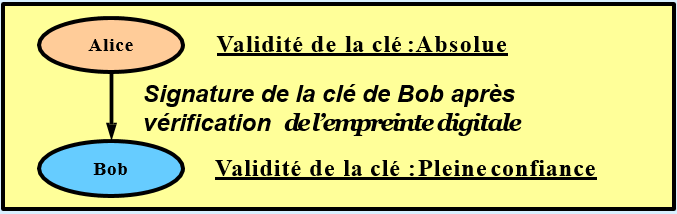 Alice
Validité de la clé : Absolue
Signature de la clé de Bob après
vérification de l'empreinte digitale
Bob
Validité de la clé : Pleine confiance